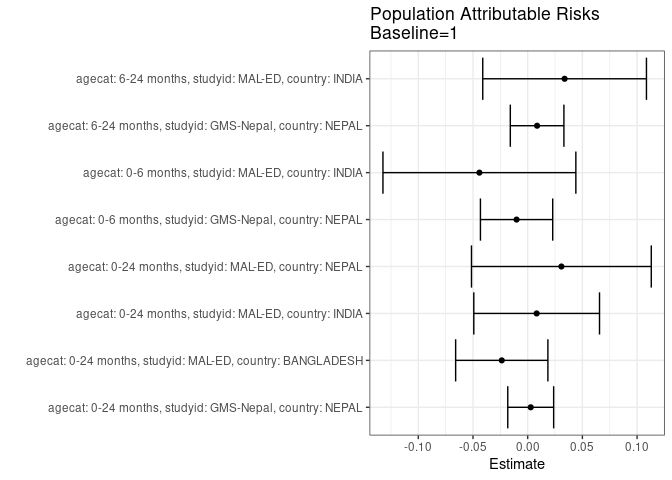 Population Attributable Risks
Baseline=1
agecat: 6-24 months, studyid: MAL-ED, country: INDIA
agecat: 6-24 months, studyid: GMS-Nepal, country: NEPAL
agecat: 0-6 months, studyid: MAL-ED, country: INDIA
agecat: 0-6 months, studyid: GMS-Nepal, country: NEPAL
agecat: 0-24 months, studyid: MAL-ED, country: NEPAL
agecat: 0-24 months, studyid: MAL-ED, country: INDIA
agecat: 0-24 months, studyid: MAL-ED, country: BANGLADESH
agecat: 0-24 months, studyid: GMS-Nepal, country: NEPAL
-0.10 -0.05 0.00 0.05 0.10
Estimate